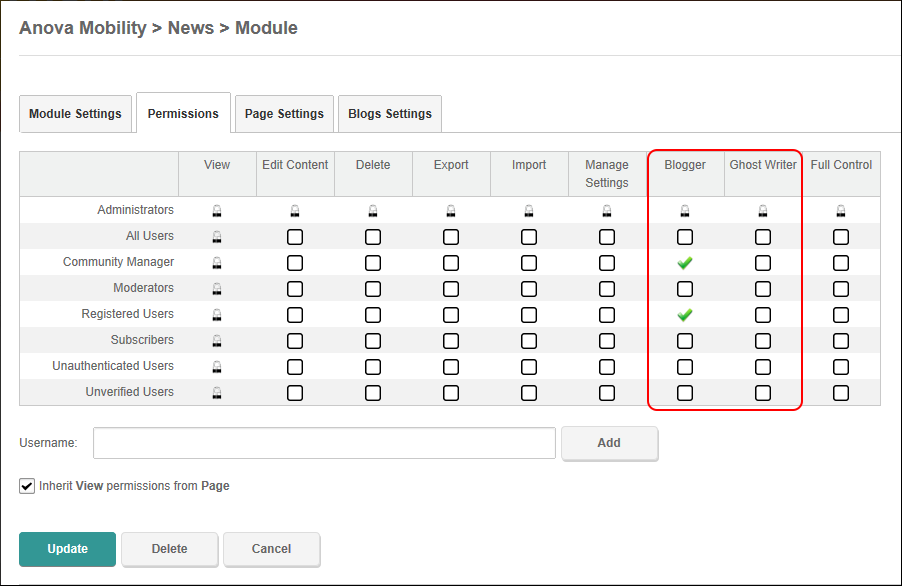 Anova Mobility > News > Module
Module Settings Permissions Page Settings Blogs Settings
View Edit Content Delete Export Import Manage Settings Blogger Ghost Writer Full Control
Administrators
All Users
Community Manager
Moderators
Registered Users
Subscribers
Unauthenticated Users
Unverified Users
Username: Add
Inherit View permissions from Page
Update Delete Cancel